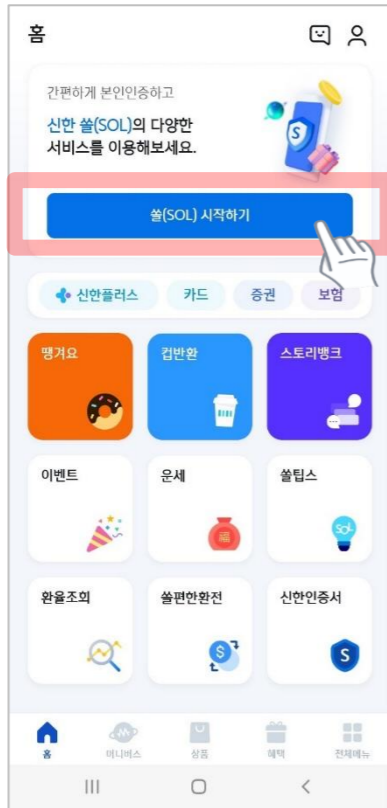 홈
간편하게 본인인증하고
신한 쏠(SOL)의 다양한
서비스를 이용해보세요.
S
쏠(SOL) 시작하기
신한플러스 카드 증권 보험
땡겨요 컵반환 스토리뱅크
이벤트 운세 쏠팁스
SOL
환율조회 쏠편한환전 신한인증서
$ S
홈 머니버스 상품 혜택 전체메뉴